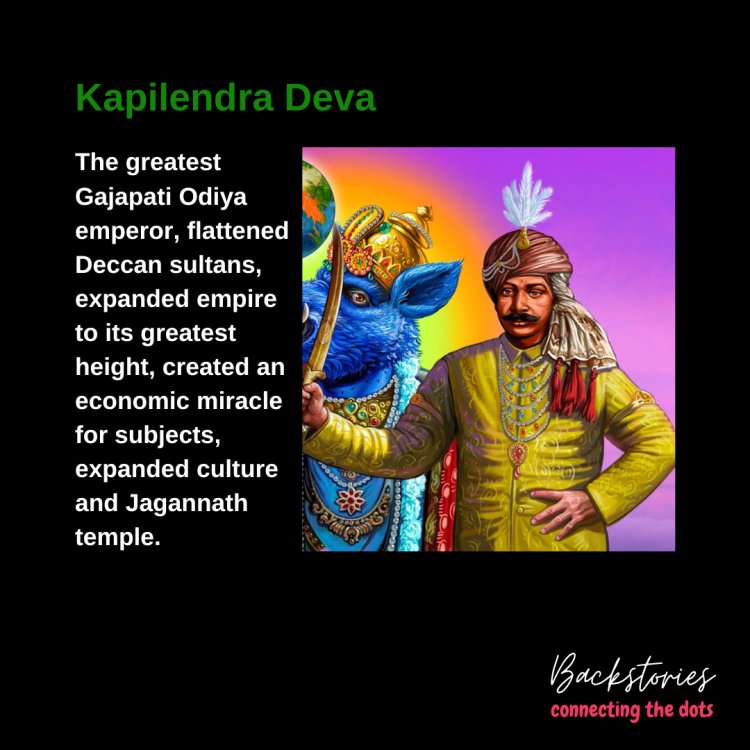 Kapilendra Deva
The greatest
Gajapati Odiya
emperor, flattened
Deccan sultans,
expanded empire
to its greatest
height, created an
economic miracle
for subjects,
expanded culture
and Jagannath
temple.
Backstories
connecting the dots